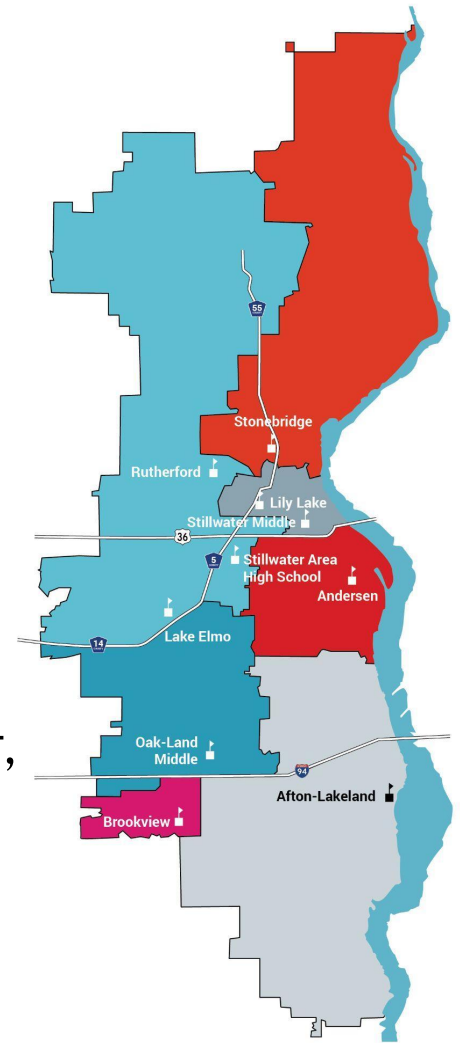 55
Stonebridge
Rutherford
Lily Lake
Stillwater Middle
36
5
Stillwater Area
High School
Andersen
Lake Elmo
14
Oak-Land
Middle
94
Afton-Lakeland
Brookview